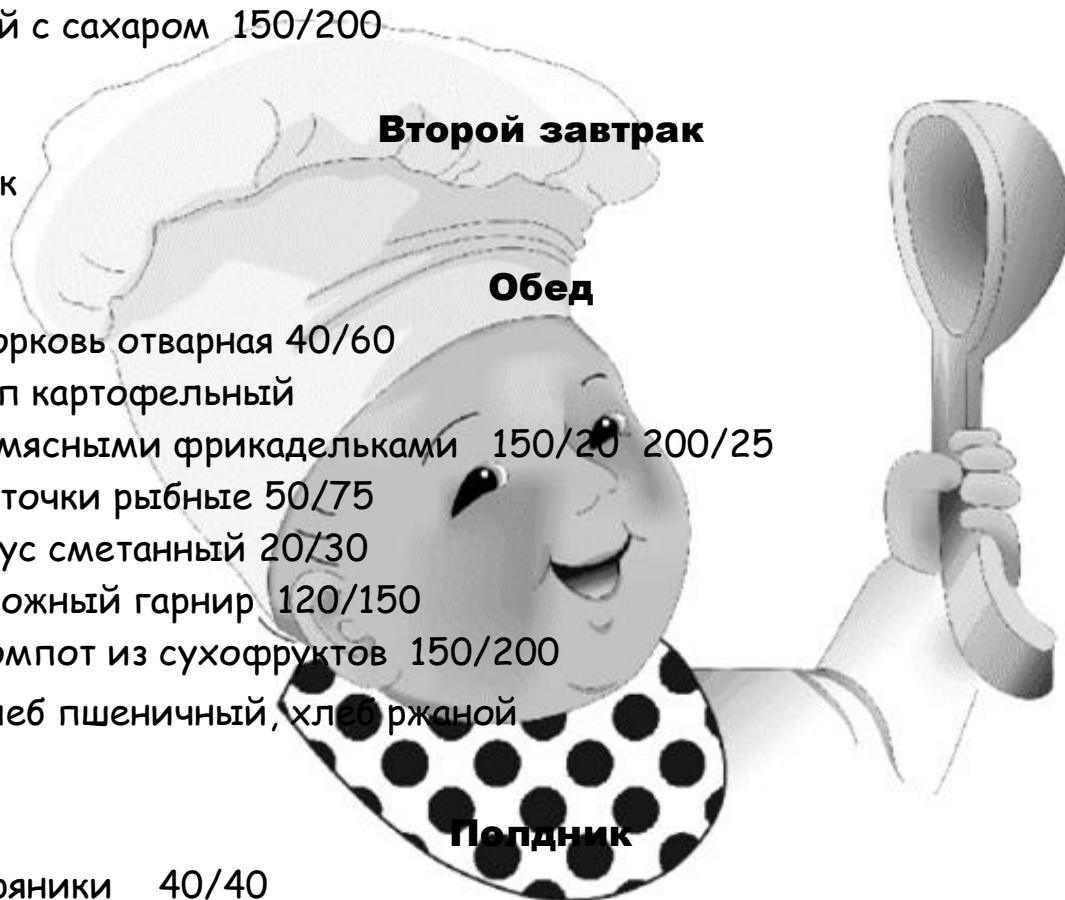 й с сахаром 150/200
Второй завтрак
к
Обед
орковь отварная 40/60
п картофельный
мясными фрикадельками 150/20 200/25
точки рыбные 50/75
ус сметанный 20/30
ожный гарнир 120/150
омпот из сухофруктов 150/200
леб пшеничный, хлеб ржаной
Полдник
ряники 40/40